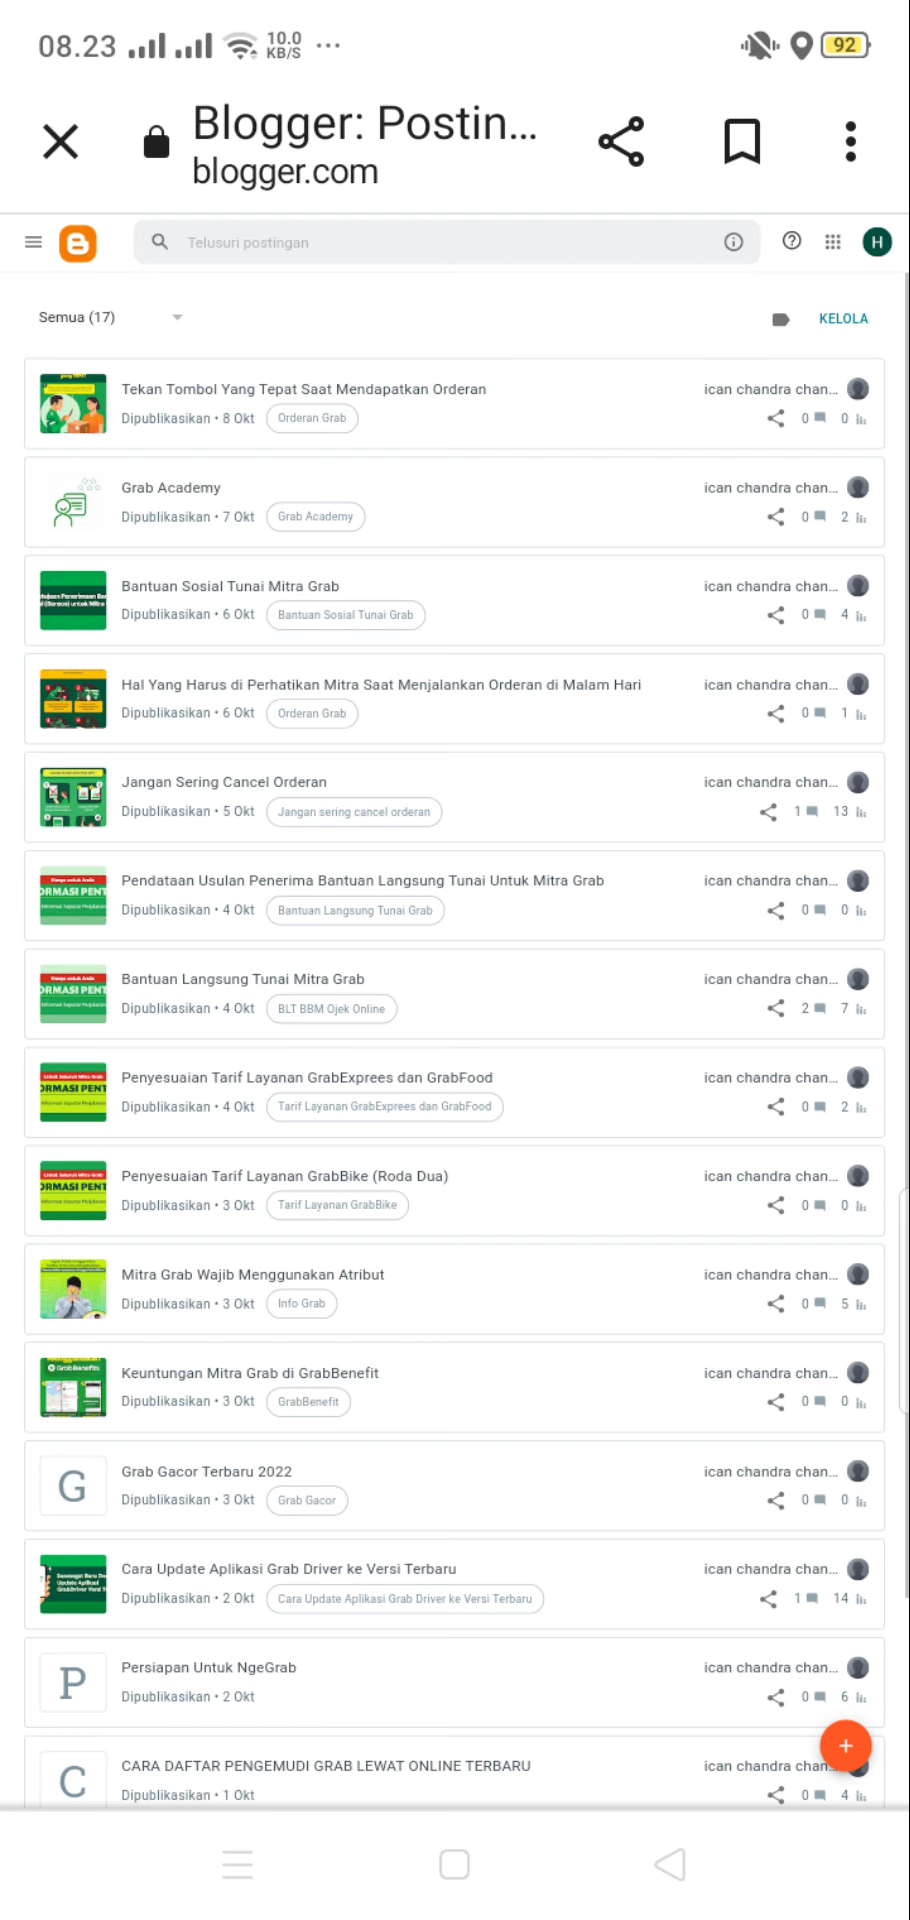 08.23 10.0 KB/S ... 92
Blogger: Postin...
blogger.com
Telusuri postingan H
Semua (17) KELOLA
Tekan Tombol Yang Tepat Saat Mendapatkan Orderan ican chandra chan...
Dipublikasikan • 8 Okt Orderan Grab 0 0
Grab Academy ican chandra chan...
Dipublikasikan • 7 Okt Grab Academy 0 2
Bantuan Sosial Tunai Mitra Grab ican chandra chan...
Dipublikasikan • 6 Okt Bantuan Sosial Tunai Grab 0 4
Hal Yang Harus di Perhatikan Mitra Saat Menjalankan Orderan di Malam Hari ican chandra chan...
Dipublikasikan • 6 Okt Orderan Grab 0 1
Jangan Sering Cancel Orderan ican chandra chan...
Dipublikasikan • 5 Okt Jangan sering cancel orderan 1 13
Pendataan Usulan Penerima Bantuan Langsung Tunai Untuk Mitra Grab ican chandra chan...
ORMASI PENT
Dipublikasikan • 4 Okt Bantuan Langsung Tunai Grab 0 0
Bantuan Langsung Tunai Mitra Grab ican chandra chan...
ORMASI PENT
Dipublikasikan • 4 Okt BLT BBM Ojek Online 2 7
Penyesuaian Tarif Layanan GrabExprees dan GrabFood ican chandra chan...
ORMASI PENT
Dipublikasikan • 4 Okt Tarif Layanan GrabExprees dan GrabFood 0 2
Penyesuaian Tarif Layanan GrabBike (Roda Dua) ican chandra chan...
ORMASI PENT
Dipublikasikan • 3 Okt Tarif Layanan GrabBike 0 0
Mitra Grab Wajib Menggunakan Atribut ican chandra chan...
Dipublikasikan • 3 Okt Info Grab 0 5
Keuntungan Mitra Grab di GrabBenefit ican chandra chan...
GrabBenefits
Dipublikasikan • 3 Okt GrabBenefit 0 0
G Grab Gacor Terbaru 2022 ican chandra chan...
Dipublikasikan • 3 Okt Grab Gacor 0 0
Cara Update Aplikasi Grab Driver ke Versi Terbaru ican chandra chan...
Dipublikasikan • 2 Okt Cara Update Aplikasi Grab Driver ke Versi Terbaru 1 14
P Persiapan Untuk NgeGrab ican chandra chan...
Dipublikasikan • 2 Okt 0 6
C CARA DAFTAR PENGEMUDI GRAB LEWAT ONLINE TERBARU ican chandra chan...
Dipublikasikan • 1 Okt 0 4